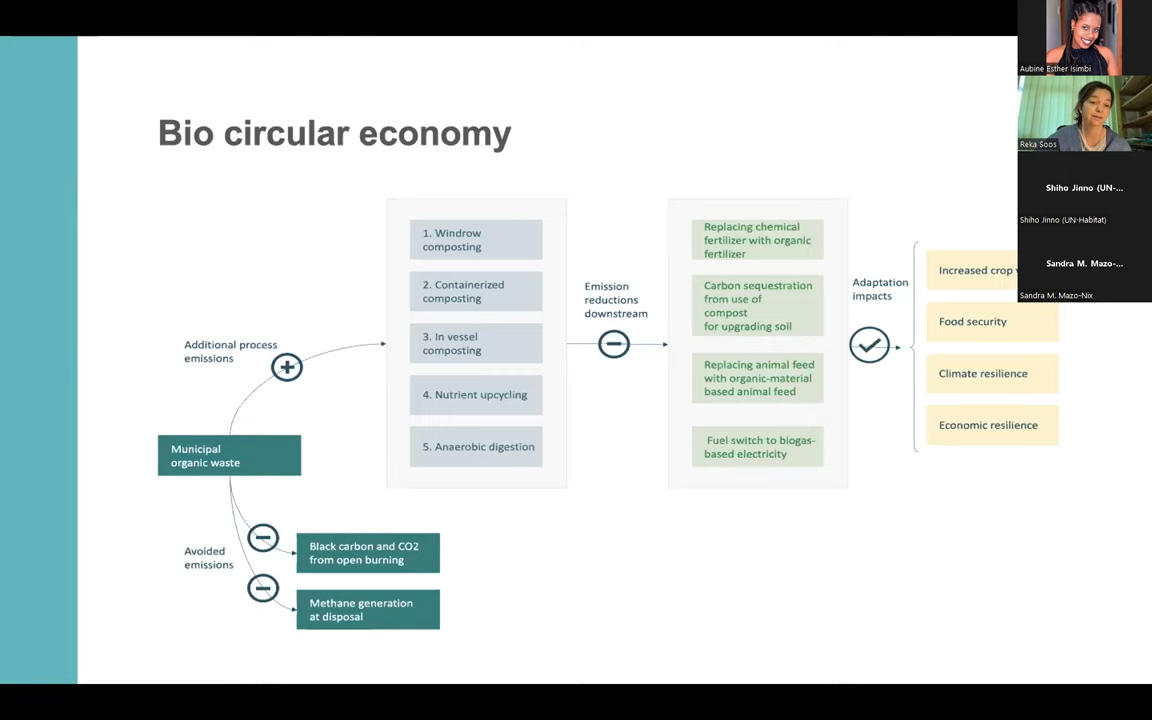 Bio circular economy
Additional process
emissions
Municipal
organic waste
Avoided
emissions
Black carbon and CO2
from open burning
Methane generation
at disposal
1. Windrow
composting
2. Containerized
composting
3. In vessel
composting
4. Nutrient upcycling
5. Anaerobic digestion
Emission
reductions
downstream
Replacing chemical
fertilizer with organic
fertilizer
Carbon sequestration
from use of
compost
for upgrading soil
Replacing animal feed
with organic-material
based animal feed
Fuel switch to biogas-
based electricity
Adaptation
impacts
Increased crop
Food security
Climate resilience
Economic resilience
Aubine Esther Isimbi
Reka Soos
Shiho Jinno (UN-...
Shiho Jinno (UN-Habitat)
Sandra M. Mazo-...
Sandra M. Mazo-Nix